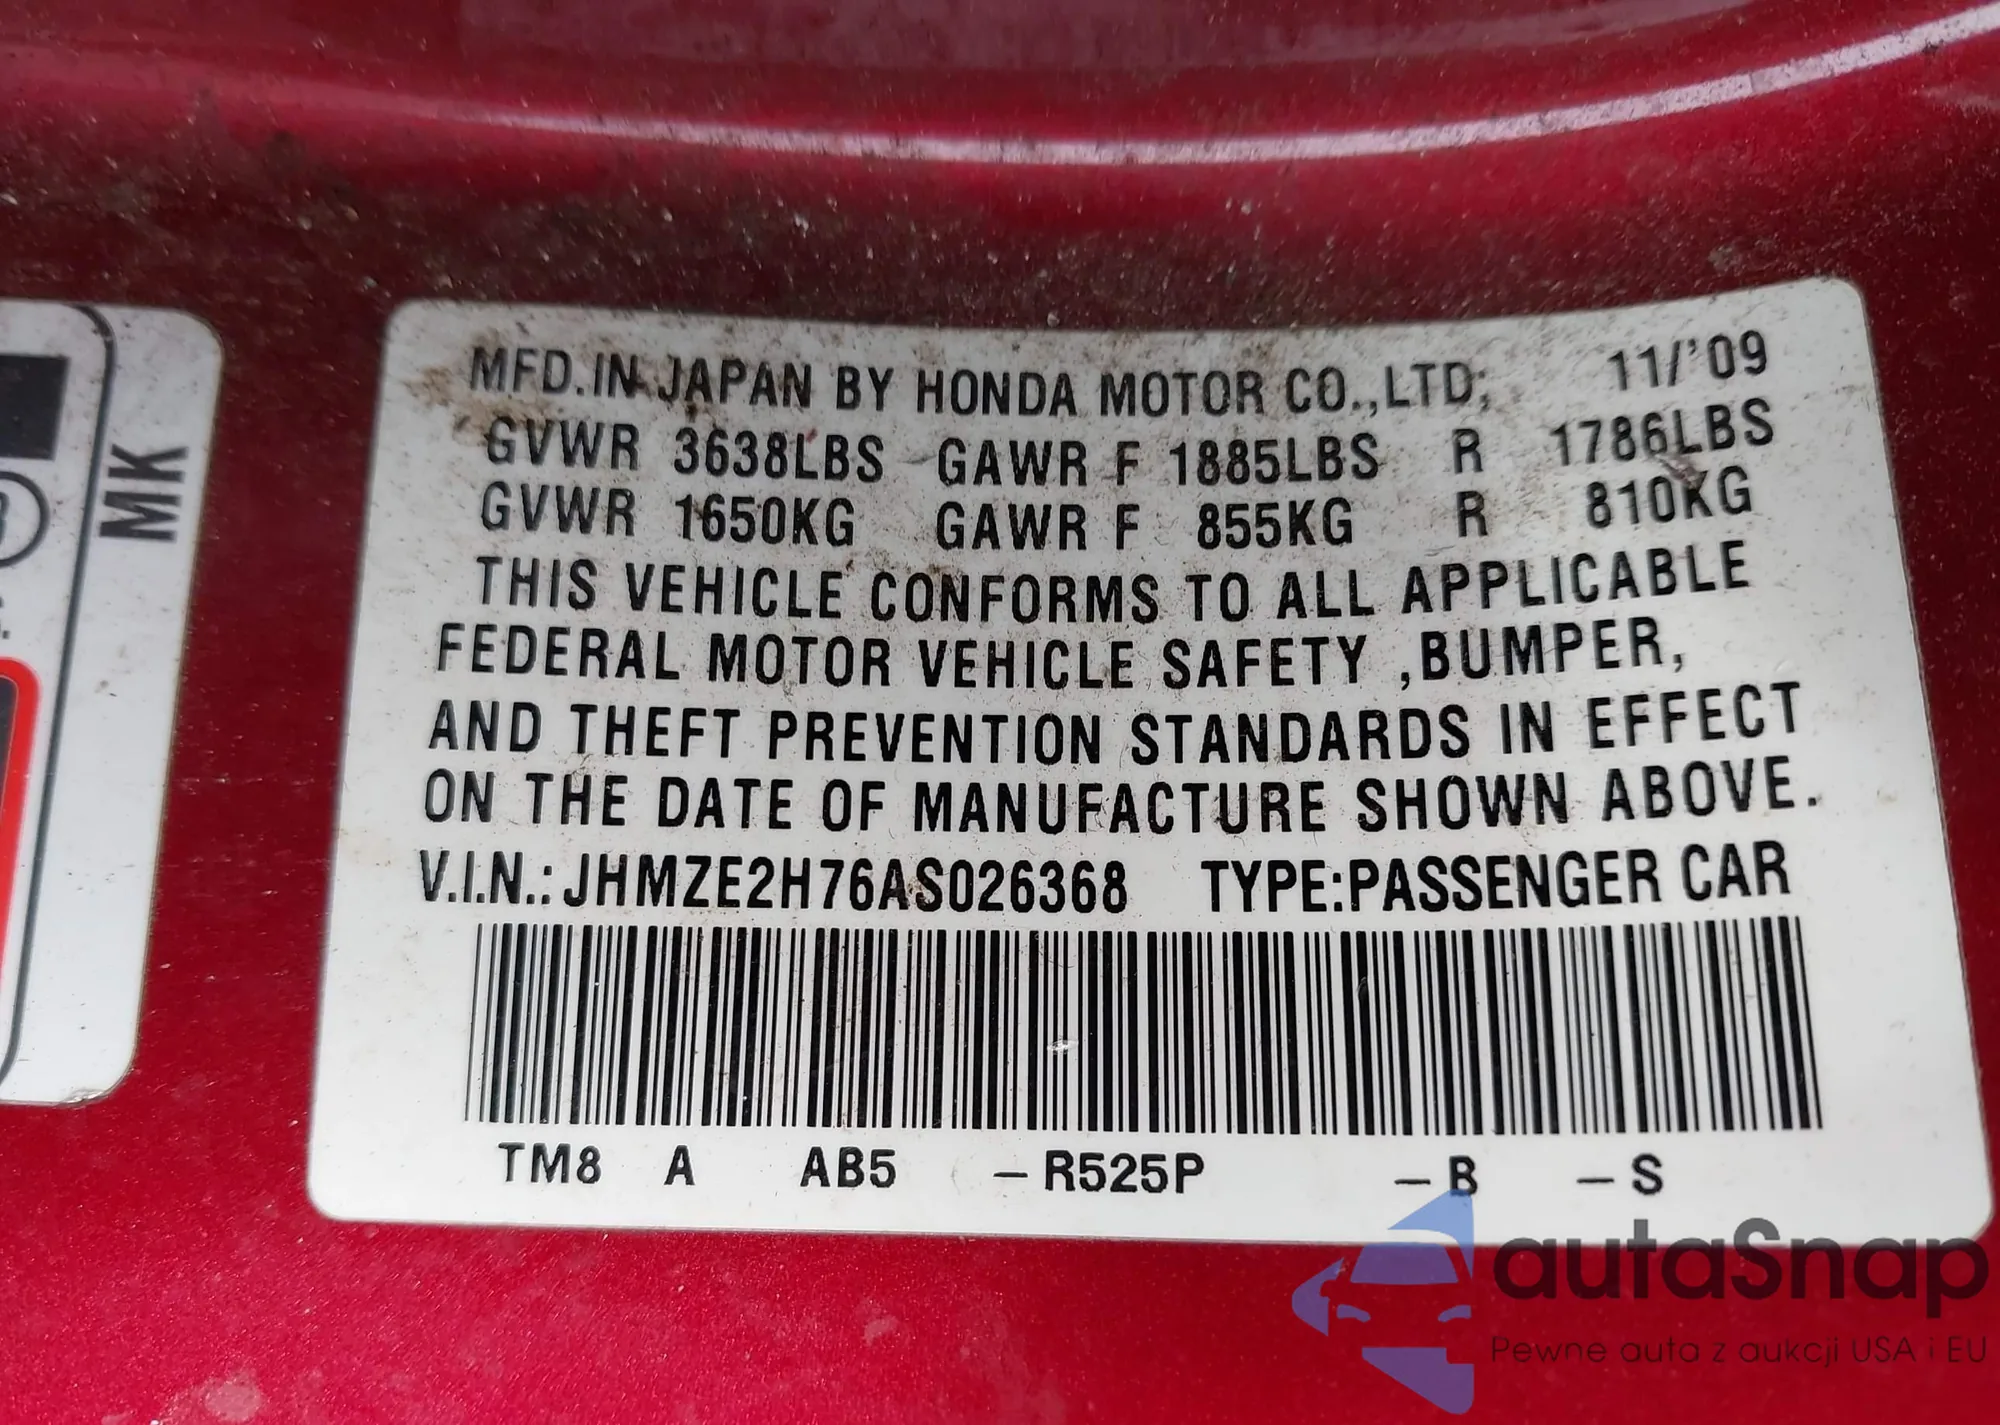 MFD.IN JAPAN BY HONDA MOTOR CO.,LTD; 11/'09
GVWR 3638LBS GAWR F 1885LBS R 1786LBS
GVWR 1650KG GAWR F 855KG R 810KG
THIS VEHICLE CONFORMS TO ALL APPLICABLE
FEDERAL MOTOR VEHICLE SAFETY ,BUMPER,
AND THEFT PREVENTION STANDARDS IN EFFECT
ON THE DATE OF MANUFACTURE SHOWN ABOVE.
V.I.N.: JHMZE2H76AS026368 TYPE:PASSENGER CAR
TM8 A AB5 –R525P –B –S
MK
autaSnap
Pewne auta z aukcji USA i EU